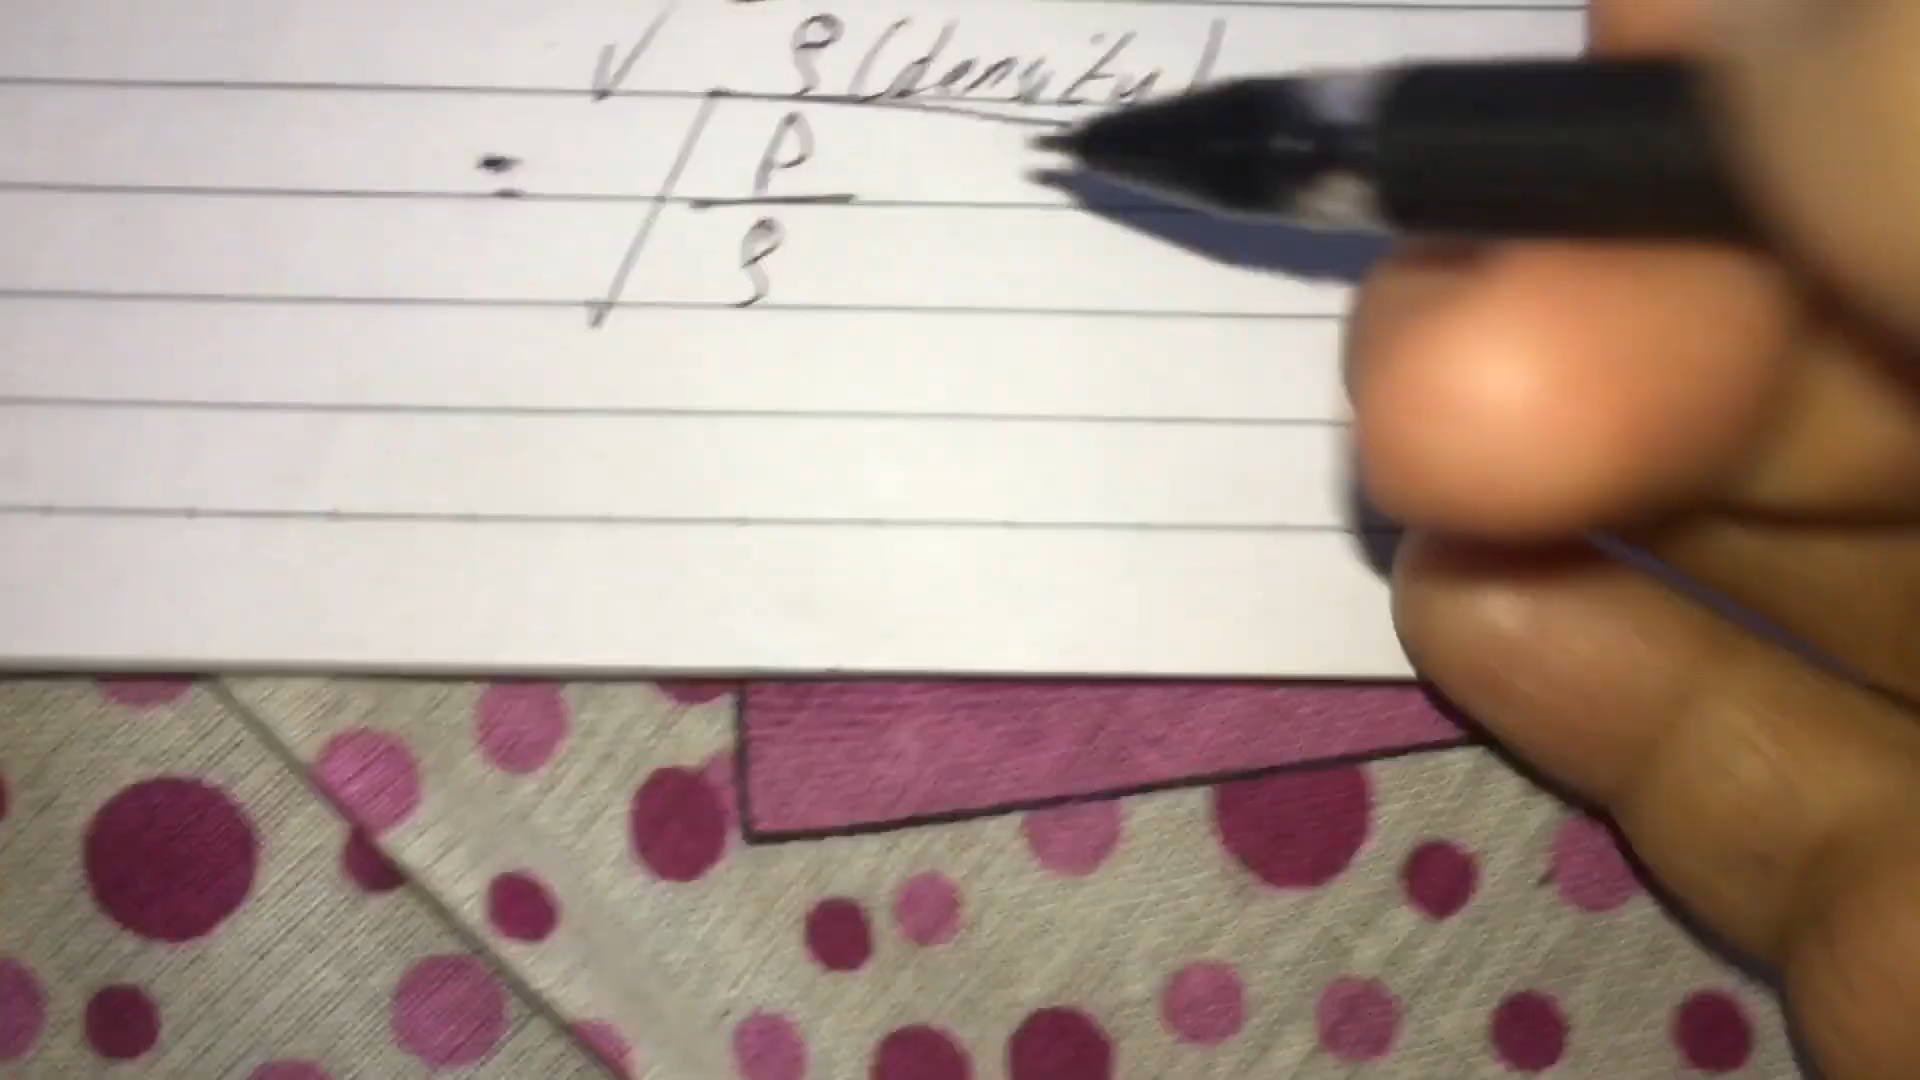 √ ρ (density)
= √ P
ρ